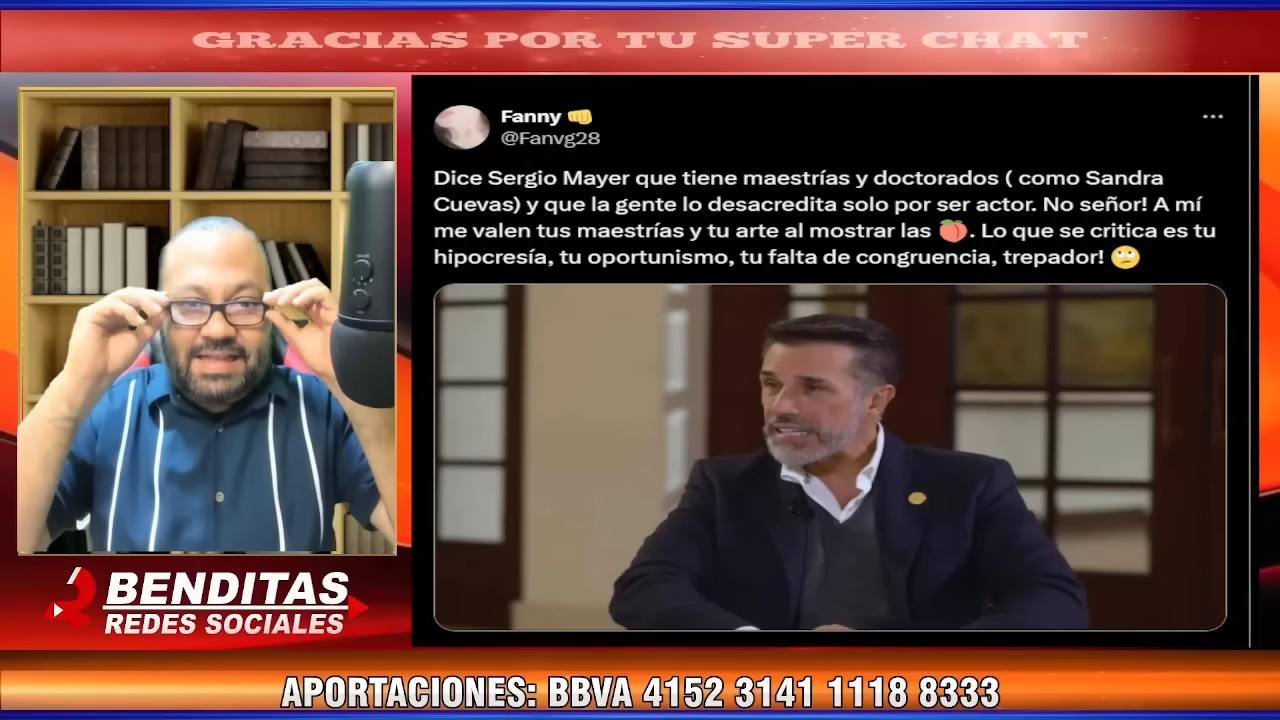 GRACIAS POR TU SUPER CHAT
Fanny 👊
@Fanvg28
Dice Sergio Mayer que tiene maestrías y doctorados ( como Sandra
Cuevas) y que la gente lo desacredita solo por ser actor. No señor! A mí
me valen tus maestrías y tu arte al mostrar las 🍑. Lo que se critica es tu
hipocresía, tu oportunismo, tu falta de congruencia, trepador! 🙄
BENDITAS
REDES SOCIALES
APORTACIONES: BBVA 4152 3141 1118 8333